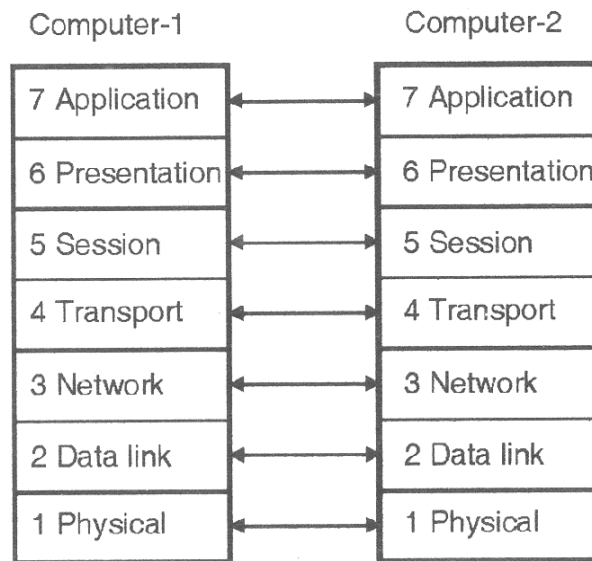 Computer-1
Computer-2
7 Application
7 Application
6 Presentation
6 Presentation
5 Session
5 Session
4 Transport
4 Transport
3 Network
3 Network
2 Data link
2 Data link
1 Physical
1 Physical